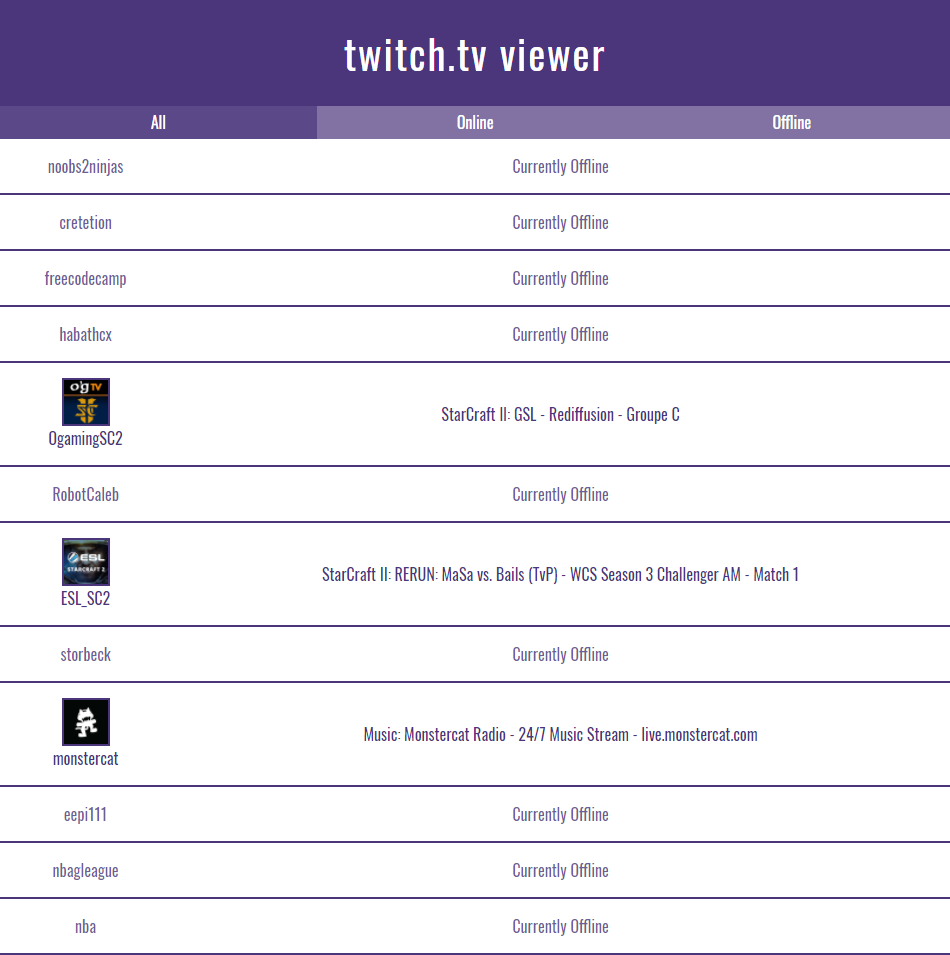 twitch.tv viewer
All Online Offline
noobs2ninjas Currently Offline
cretetion Currently Offline
freecodecamp Currently Offline
habathcx Currently Offline
o'g TV
SC
StarCraft II: GSL - Rediffusion - Groupe C
OgamingSC2
RobotCaleb Currently Offline
ESL
STARCRAFT 2
StarCraft II: RERUN: MaSa vs. Bails (TvP) - WCS Season 3 Challenger AM - Match 1
ESL_SC2
storbeck Currently Offline
Music: Monstercat Radio - 24/7 Music Stream - live.monstercat.com
monstercat
eepi111 Currently Offline
nbagleague Currently Offline
nba Currently Offline